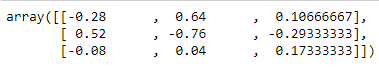 array([[-0.28      ,  0.64      ,  0.10666667],
       [ 0.52      , -0.76      , -0.29333333],
       [-0.08      ,  0.04      ,  0.17333333]])